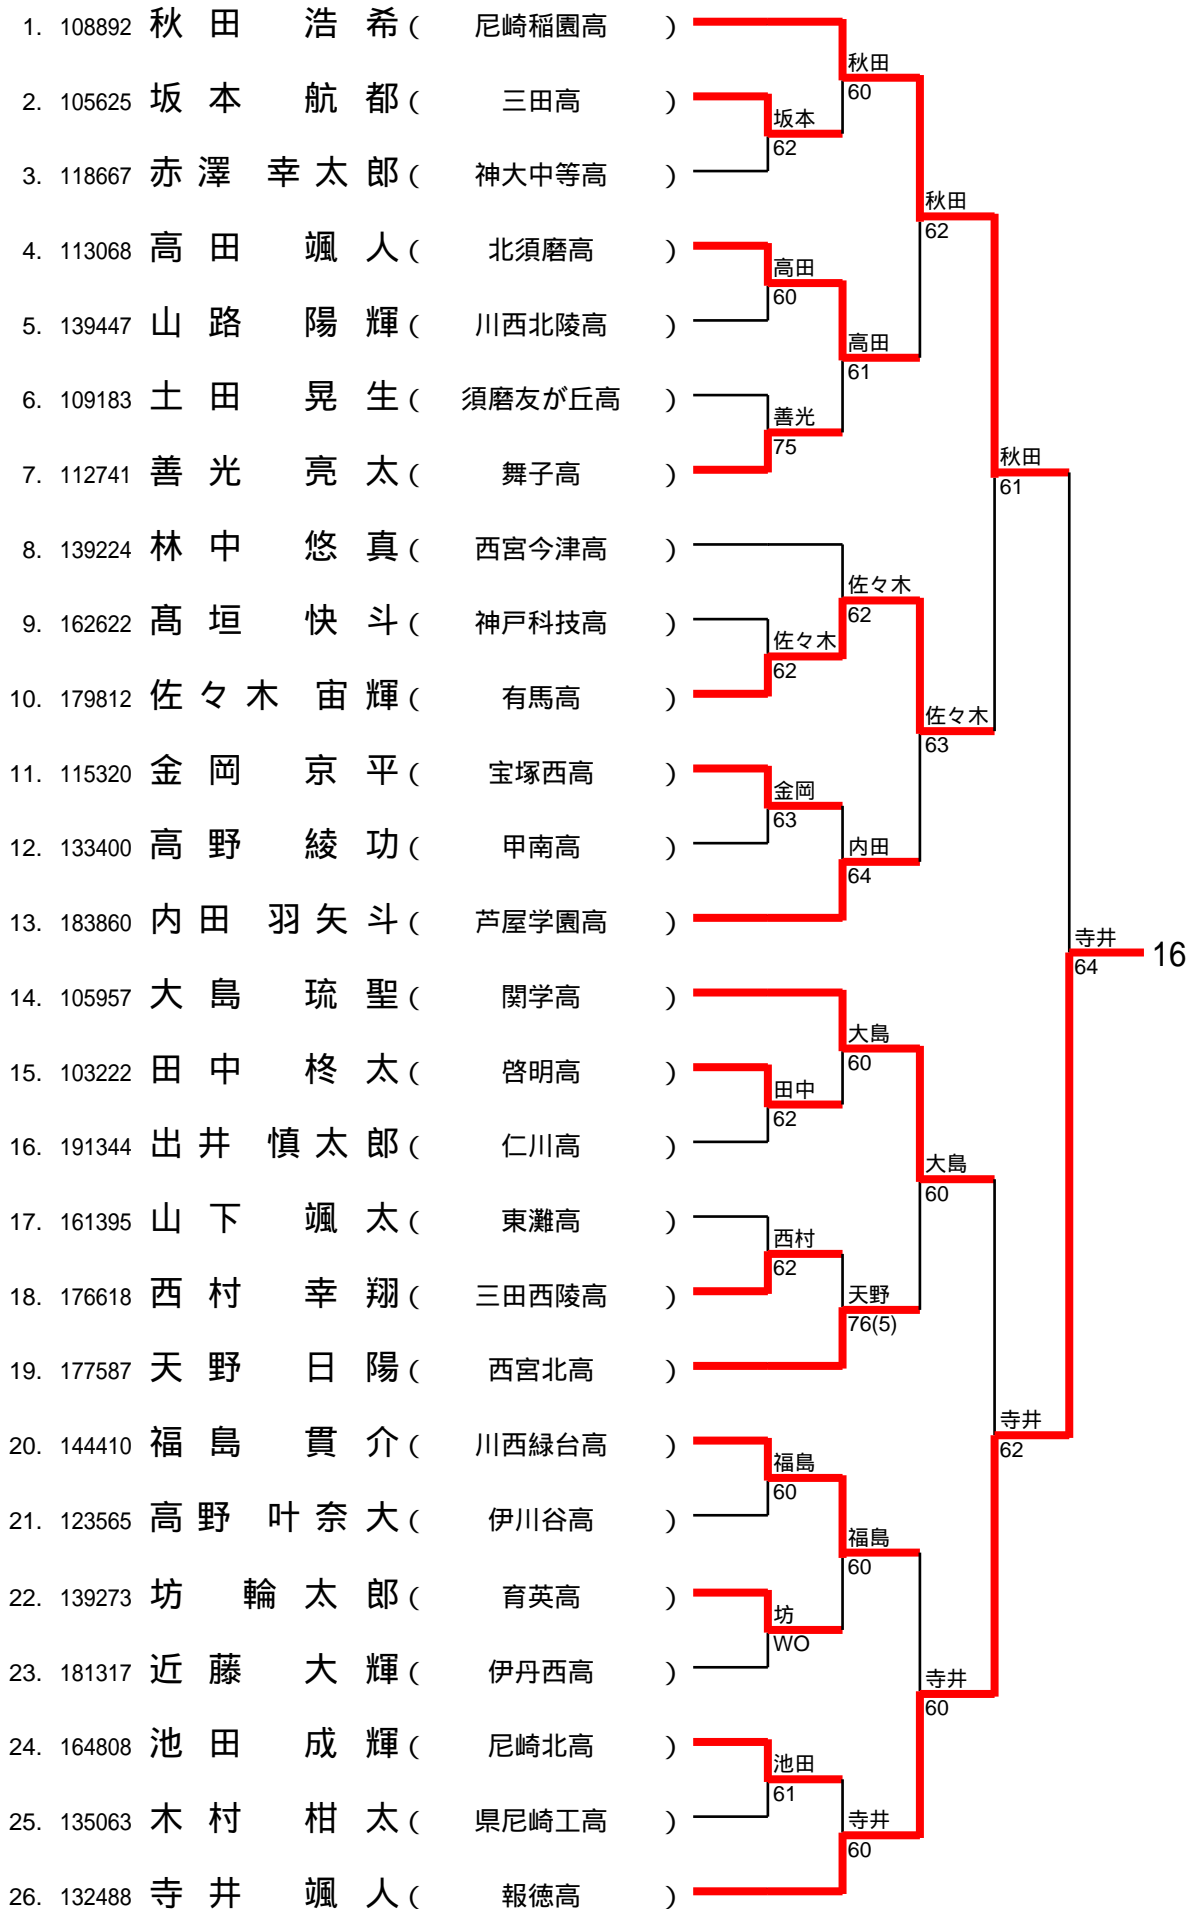 1. 108892 秋田 浩希 ( 尼崎稲園高 )
秋田
60
2. 105625 坂本 航都 ( 三田高 )
坂本
62
3. 118667 赤澤 幸太郎 ( 神大中等高 )
秋田
62
4. 113068 高田 颯人 ( 北須磨高 )
高田
60
5. 139447 山路 陽輝 ( 川西北陵高 )
高田
61
6. 109183 土田 晃生 ( 須磨友が丘高 )
善光
75
7. 112741 善光 亮太 ( 舞子高 )
秋田
61
8. 139224 林中 悠真 ( 西宮今津高 )
佐々木
62
9. 162622 髙垣 快斗 ( 神戸科技高 )
佐々木
62
10. 179812 佐々木 宙輝 ( 有馬高 )
佐々木
63
11. 115320 金岡 京平 ( 宝塚西高 )
金岡
63
12. 133400 高野 綾功 ( 甲南高 )
内田
64
13. 183860 内田 羽矢斗 ( 芦屋学園高 )
寺井
64
16
14. 105957 大島 琉聖 ( 関学高 )
大島
60
15. 103222 田中 柊太 ( 啓明高 )
田中
62
16. 191344 出井 慎太郎 ( 仁川高 )
大島
60
17. 161395 山下 颯太 ( 東灘高 )
西村
62
18. 176618 西村 幸翔 ( 三田西陵高 )
天野
76(5)
19. 177587 天野 日陽 ( 西宮北高 )
寺井
62
20. 144410 福島 貫介 ( 川西緑台高 )
福島
60
21. 123565 高野 叶奈大 ( 伊川谷高 )
福島
60
22. 139273 坊 輪太郎 ( 育英高 )
坊
WO
23. 181317 近藤 大輝 ( 伊丹西高 )
寺井
60
24. 164808 池田 成輝 ( 尼崎北高 )
池田
61
25. 135063 木村 柑太 ( 県尼崎工高 )
寺井
60
26. 132488 寺井 颯人 ( 報徳高 )